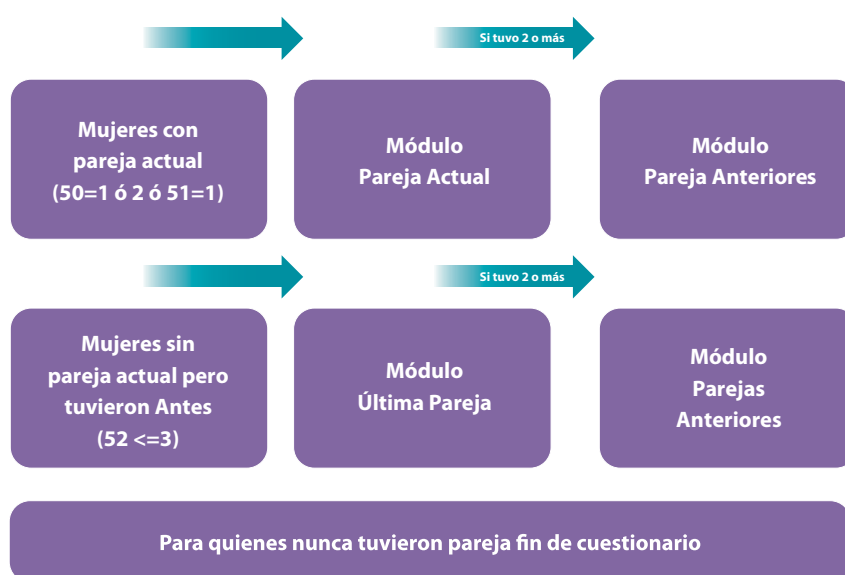 Si tuvo 2 o más
Mujeres con
pareja actual
(50=1 ó 2 ó 51=1)
Módulo
Pareja Actual
Módulo
Pareja Anteriores
Si tuvo 2 o más
Mujeres sin
pareja actual pero
tuvieron Antes
(52 <=3)
Módulo
Última Pareja
Módulo
Parejas
Anteriores
Para quienes nunca tuvieron pareja fin de cuestionario